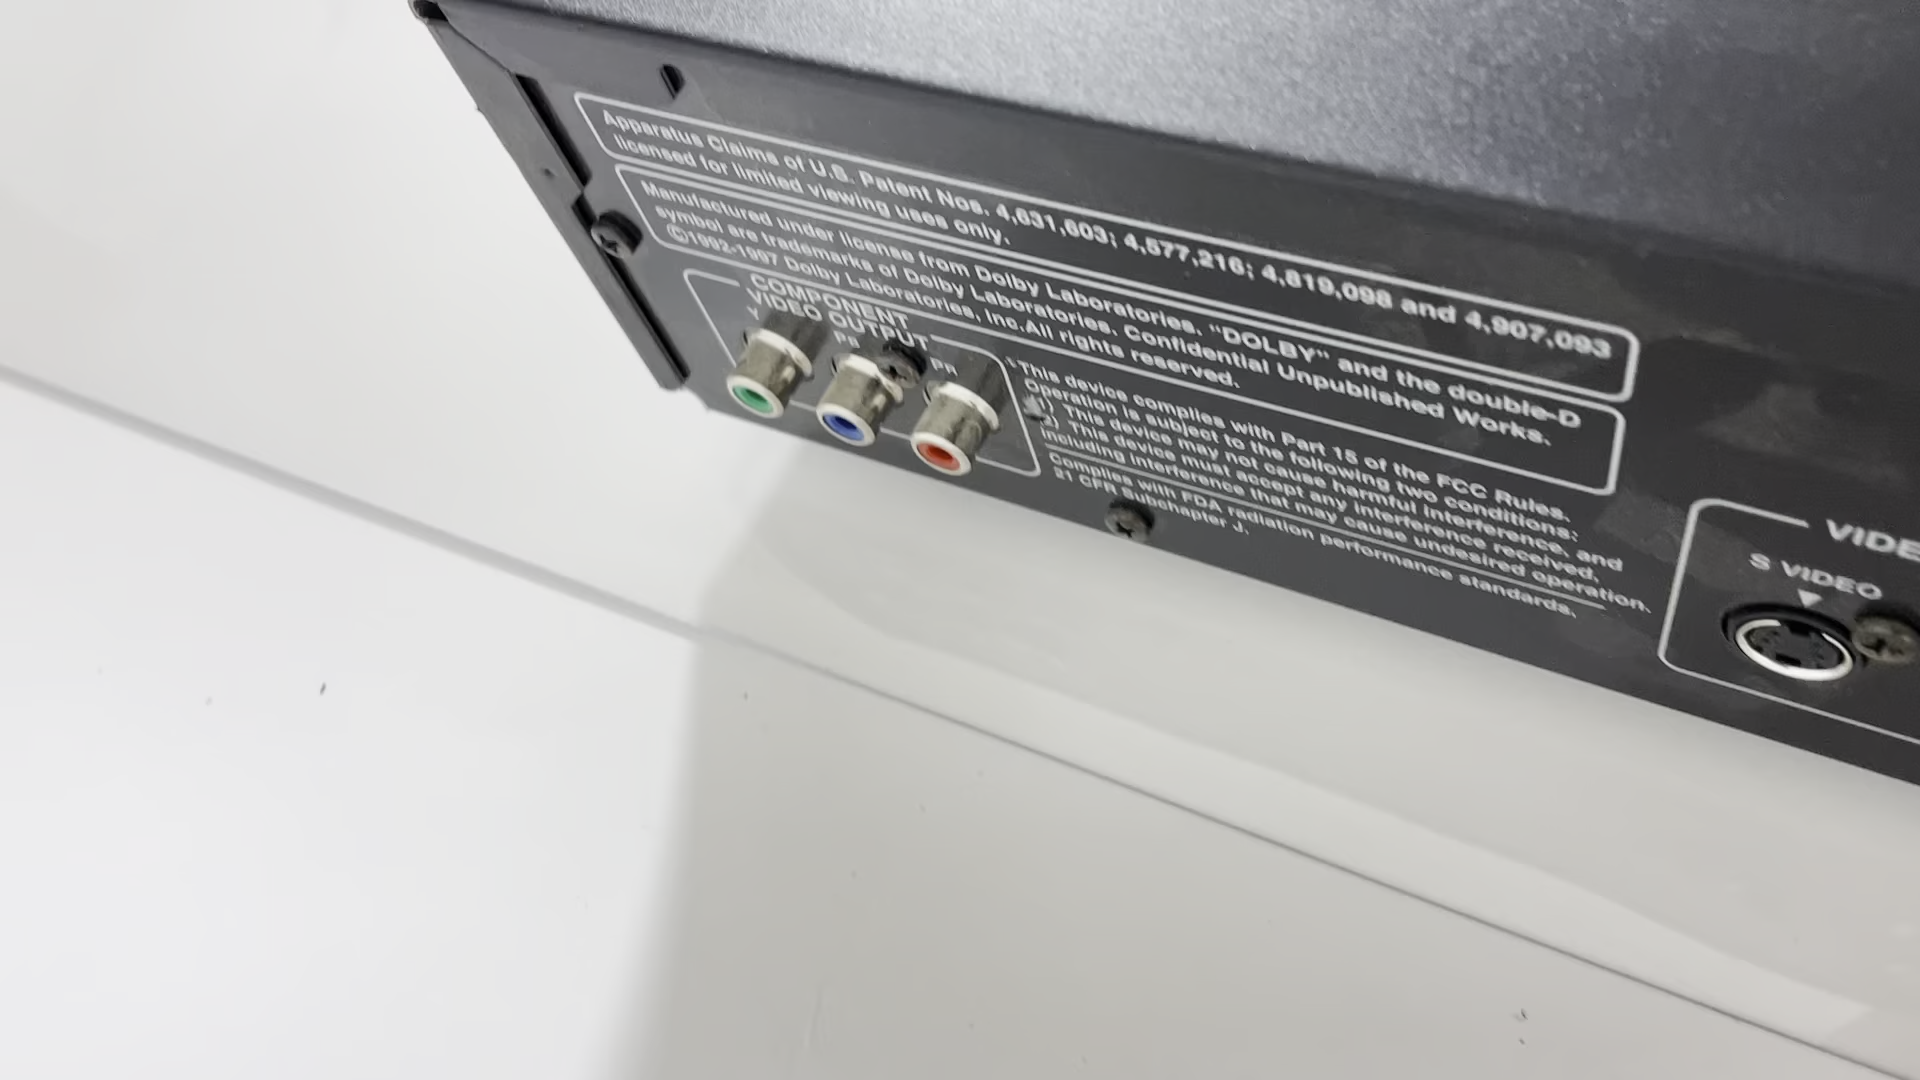 Apparatus Claims of U.S. Patent Nos. 4,631,603; 4,577,216; 4,819,098 and 4,907,093
licensed for limited viewing uses only.
Manufactured under license from Dolby Laboratories. "DOLBY" and the double-D
symbol are trademarks of Dolby Laboratories. Confidential Unpublished Works.
©1992-1997 Dolby Laboratories, Inc.All rights reserved.
COMPONENT
VIDEO OUTPUT
Y PB PR
This device complies with Part 15 of the FCC Rules.
Operation is subject to the following two conditions:
(1) This device may not cause harmful interference, and
(2) This device must accept any interference received,
including interference that may cause undesired operation.
Complies with FDA radiation performance standards,
21 CFR Subchapter J.
S VIDEO